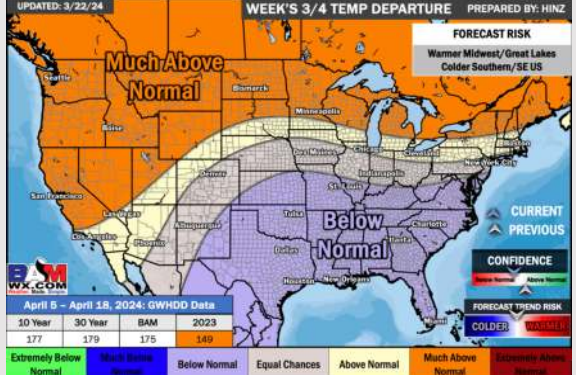 UPDATED: 3/22/24
WEEK'S 3/4 TEMP DEPARTURE
PREPARED BY: HINZ
FORECAST RISK
Warmer Midwest/Great Lakes
Colder Southern/SE US
Much Above
Normal
Seattle
Bismarck
Minneapolis
Boise
Des Moines
Chicago
Cleveland
Boston
New York City
Denver
Indianapolis
St. Louis
San Francisco
Las Vegas
Los Angeles
Phoenix
Albuquerque
Tulsa
Below
Normal
Charlotte
Atlanta
Dallas
Houston
New Orleans
Miami
CURRENT
PREVIOUS
CONFIDENCE
Below Normal
Above Normal
FORECAST TREND RISK
COLDER
WARMER
BAM
WX.COM
April 5 – April 18, 2024: GWHDD Data
10 Year 30 Year BAM 2023
177 179 175 149
Extremely Below
Normal
Much Below
Normal
Below Normal
Equal Chances
Above Normal
Much Above
Normal
Extremely Above
Normal